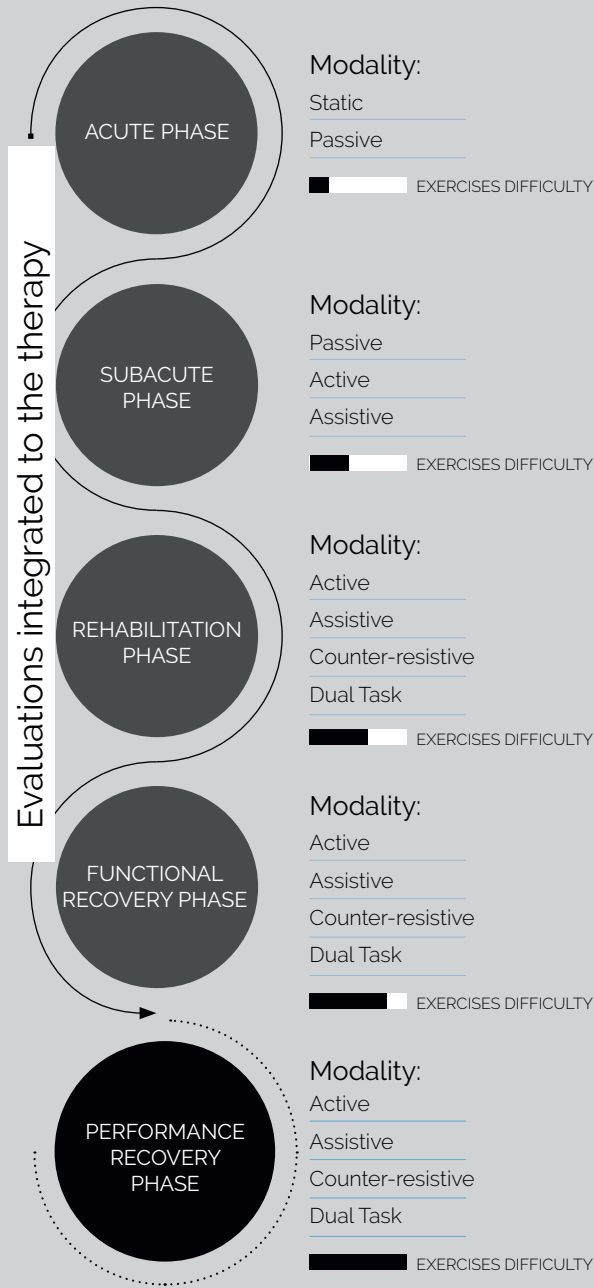 Evaluations integrated to the therapy
ACUTE PHASE
Modality:
Static
Passive
EXERCISES DIFFICULTY
SUBACUTE
PHASE
Modality:
Passive
Active
Assistive
EXERCISES DIFFICULTY
REHABILITATION
PHASE
Modality:
Active
Assistive
Counter-resistive
Dual Task
EXERCISES DIFFICULTY
FUNCTIONAL
RECOVERY PHASE
Modality:
Active
Assistive
Counter-resistive
Dual Task
EXERCISES DIFFICULTY
PERFORMANCE
RECOVERY
PHASE
Modality:
Active
Assistive
Counter-resistive
Dual Task
EXERCISES DIFFICULTY